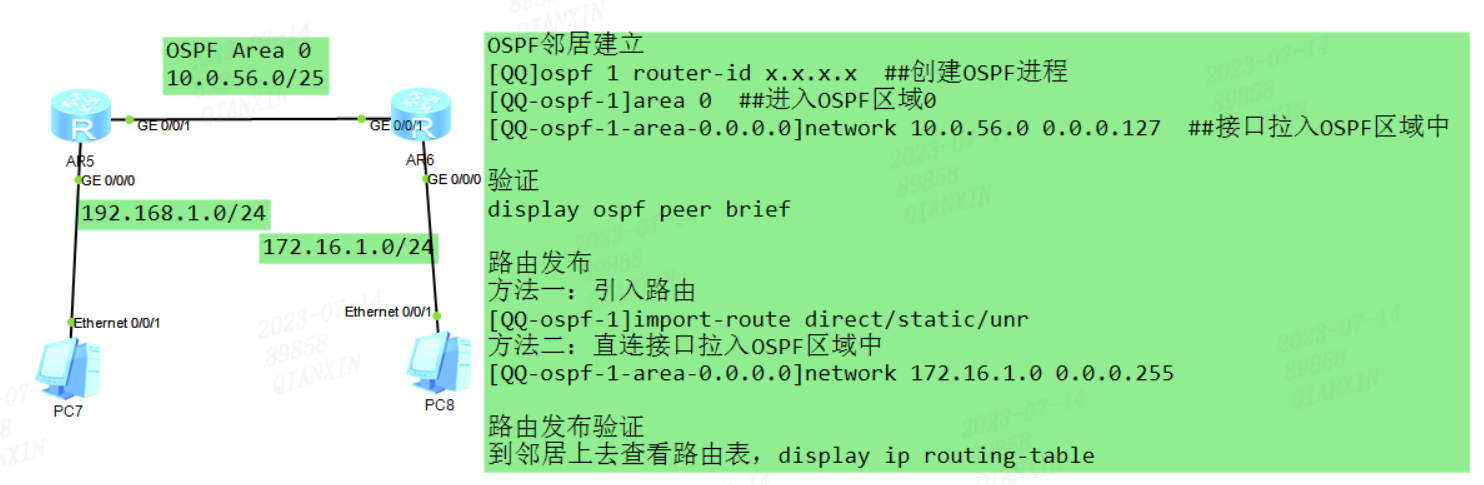 OSPF Area 0
10.0.56.0/25
GE 0/0/1
GE 0/0/1
AR5
AR6
GE 0/0/0
GE 0/0/0
192.168.1.0/24
172.16.1.0/24
Ethernet 0/0/1
Ethernet 0/0/1
PC7
PC8
OSPF邻居建立
[QQ]ospf 1 router-id x.x.x.x ##创建OSPF进程
[QQ-ospf-1]area 0 ##进入OSPF区域0
[QQ-ospf-1-area-0.0.0.0]network 10.0.56.0 0.0.0.127 ##接口拉入OSPF区域中
验证
display ospf peer brief
路由发布
方法一：引入路由
[QQ-ospf-1]import-route direct/static/unr
方法二：直连接口拉入OSPF区域中
[QQ-ospf-1-area-0.0.0.0]network 172.16.1.0 0.0.0.255
路由发布验证
到邻居上去查看路由表，display ip routing-table
2023-07-14
89858
QIANXIN